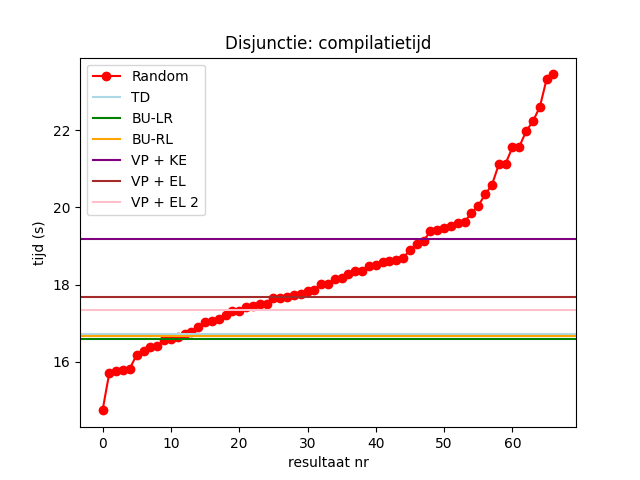 Disjunctie: compilatietijd
Random
TD
BU-LR
BU-RL
VP + KE
VP + EL
VP + EL 2
tijd (s)
22
20
18
16
0 10 20 30 40 50 60
resultaat nr